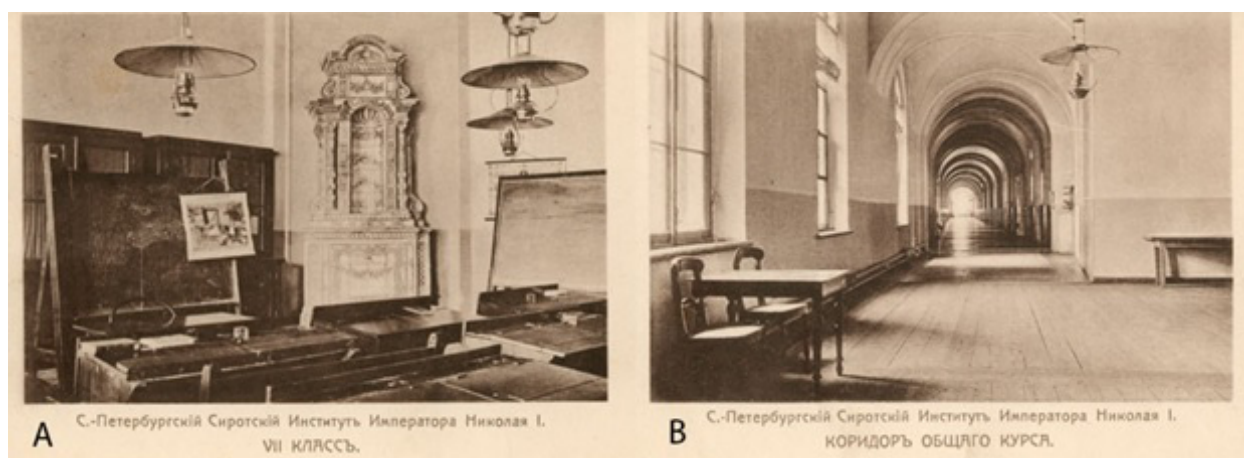 С.-Петербургскій Сиротскій Институтъ Императора Николая I.
VII КЛАССЪ.
A
С.-Петербургскій Сиротскій Институтъ Императора Николая I.
КОРИДОРЪ ОБЩАГО КУРСА.
B